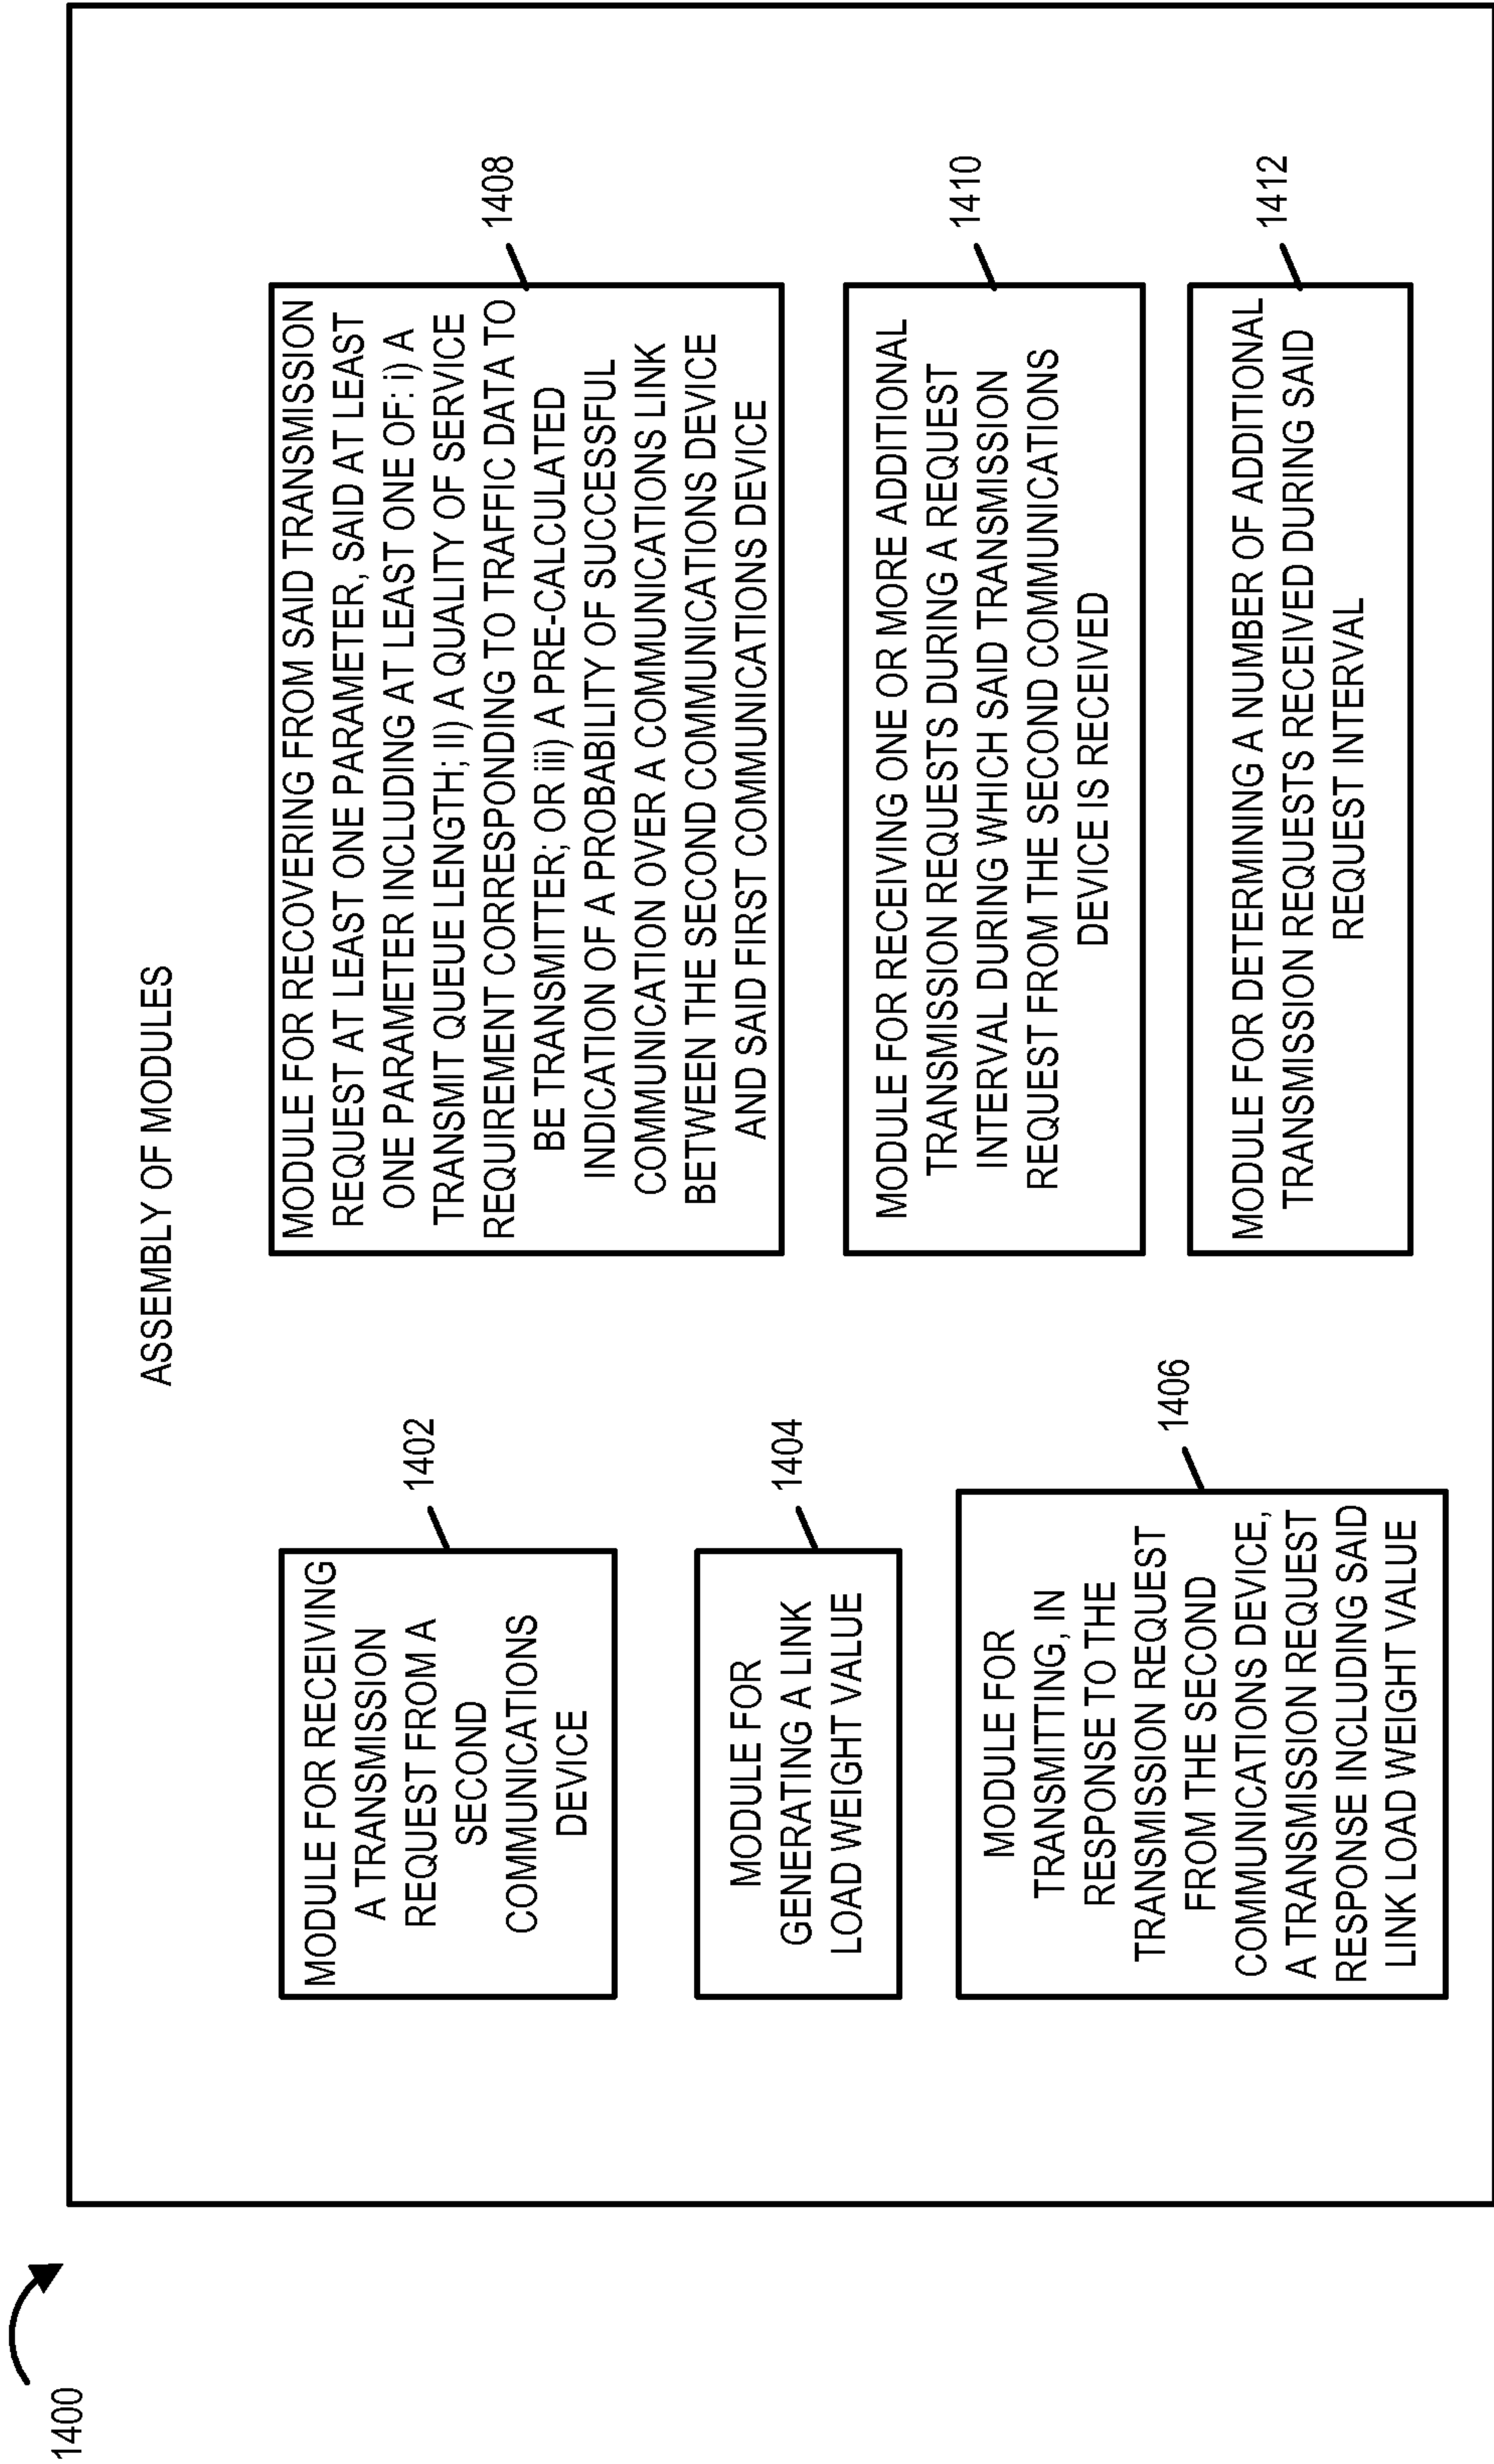 1400
ASSEMBLY OF MODULES
MODULE FOR RECEIVING
A TRANSMISSION
REQUEST FROM A
SECOND
COMMUNICATIONS
DEVICE
1402
MODULE FOR
GENERATING A LINK
LOAD WEIGHT VALUE
1404
MODULE FOR
TRANSMITTING, IN
RESPONSE TO THE
TRANSMISSION REQUEST
FROM THE SECOND
COMMUNICATIONS DEVICE,
A TRANSMISSION REQUEST
RESPONSE INCLUDING SAID
LINK LOAD WEIGHT VALUE
1406
MODULE FOR RECOVERING FROM SAID TRANSMISSION
REQUEST AT LEAST ONE PARAMETER, SAID AT LEAST
ONE PARAMETER INCLUDING AT LEAST ONE OF: i) A
TRANSMIT QUEUE LENGTH; II) A QUALITY OF SERVICE
REQUIREMENT CORRESPONDING TO TRAFFIC DATA TO
BE TRANSMITTER; OR iii) A PRE-CALCULATED
INDICATION OF A PROBABILITY OF SUCCESSFUL
COMMUNICATION OVER A COMMUNICATIONS LINK
BETWEEN THE SECOND COMMUNICATIONS DEVICE
AND SAID FIRST COMMUNICATIONS DEVICE
1408
MODULE FOR RECEIVING ONE OR MORE ADDITIONAL
TRANSMISSION REQUESTS DURING A REQUEST
INTERVAL DURING WHICH SAID TRANSMISSION
REQUEST FROM THE SECOND COMMUNICATIONS
DEVICE IS RECEIVED
1410
MODULE FOR DETERMINING A NUMBER OF ADDITIONAL
TRANSMISSION REQUESTS RECEIVED DURING SAID
REQUEST INTERVAL
1412